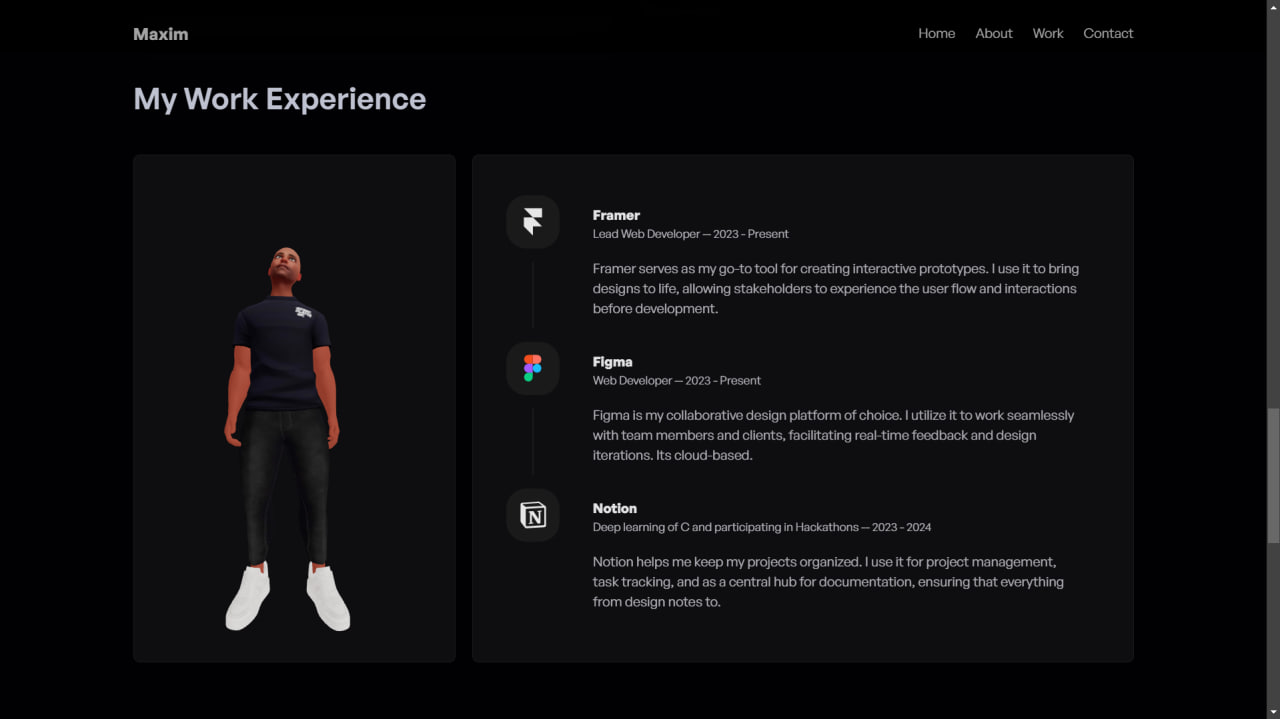 Maxim
Home About Work Contact
My Work Experience
Framer
Lead Web Developer — 2023 - Present
Framer serves as my go-to tool for creating interactive prototypes. I use it to bring
designs to life, allowing stakeholders to experience the user flow and interactions
before development.
Figma
Web Developer — 2023 - Present
Figma is my collaborative design platform of choice. I utilize it to work seamlessly
with team members and clients, facilitating real-time feedback and design
iterations. Its cloud-based.
N
Notion
Deep learning of C and participating in Hackathons — 2023 - 2024
Notion helps me keep my projects organized. I use it for project management,
task tracking, and as a central hub for documentation, ensuring that everything
from design notes to.